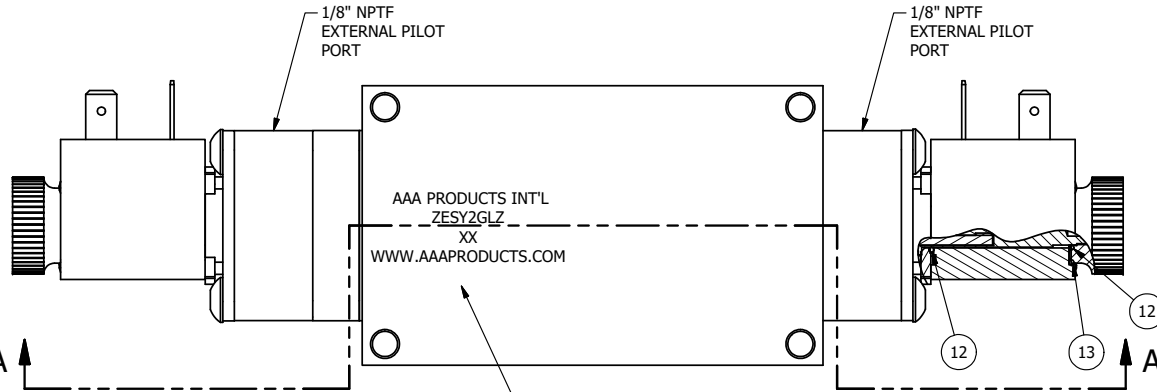 1/8" NPTF
EXTERNAL PILOT
PORT
1/8" NPTF
EXTERNAL PILOT
PORT
AAA PRODUCTS INT'L
ZESY2GLZ
XX
WWW.AAAPRODUCTS.COM
12
12
13
A
A